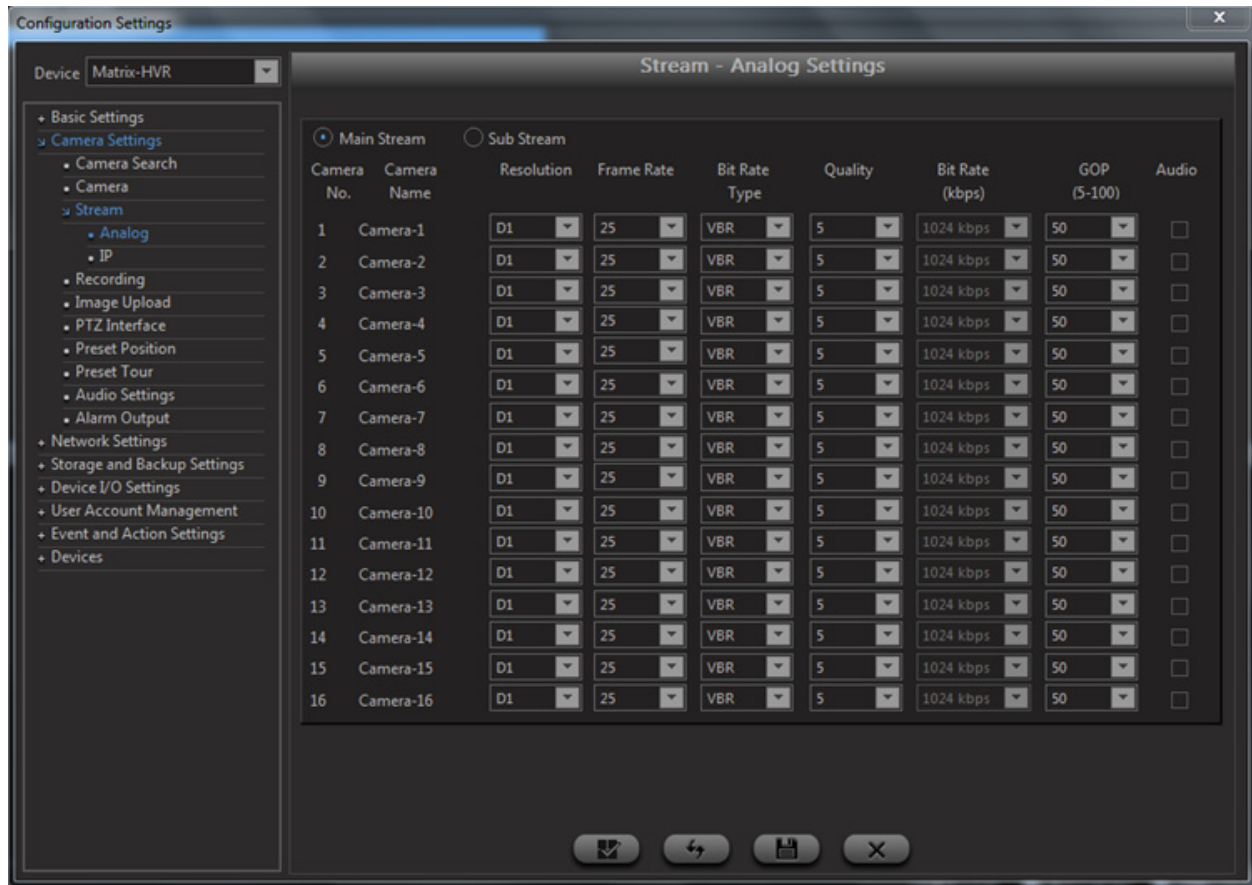 Configuration Settings
x
Device Matrix-HVR
+ Basic Settings
Camera Settings
Camera Search
Camera
Stream
Analog
IP
Recording
Image Upload
PTZ Interface
Preset Position
Preset Tour
Audio Settings
Alarm Output
+ Network Settings
+ Storage and Backup Settings
+ Device I/O Settings
+ User Account Management
+ Event and Action Settings
+ Devices
Stream - Analog Settings
Main Stream Sub Stream
Camera Camera Resolution Frame Rate Bit Rate Quality Bit Rate GOP Audio
No. Name Type (kbps) (5-100)
1 Camera-1 D1 25 VBR 5 1024 kbps 50
2 Camera-2 D1 25 VBR 5 1024 kbps 50
3 Camera-3 D1 25 VBR 5 1024 kbps 50
4 Camera-4 D1 25 VBR 5 1024 kbps 50
5 Camera-5 D1 25 VBR 5 1024 kbps 50
6 Camera-6 D1 25 VBR 5 1024 kbps 50
7 Camera-7 D1 25 VBR 5 1024 kbps 50
8 Camera-8 D1 25 VBR 5 1024 kbps 50
9 Camera-9 D1 25 VBR 5 1024 kbps 50
10 Camera-10 D1 25 VBR 5 1024 kbps 50
11 Camera-11 D1 25 VBR 5 1024 kbps 50
12 Camera-12 D1 25 VBR 5 1024 kbps 50
13 Camera-13 D1 25 VBR 5 1024 kbps 50
14 Camera-14 D1 25 VBR 5 1024 kbps 50
15 Camera-15 D1 25 VBR 5 1024 kbps 50
16 Camera-16 D1 25 VBR 5 1024 kbps 50